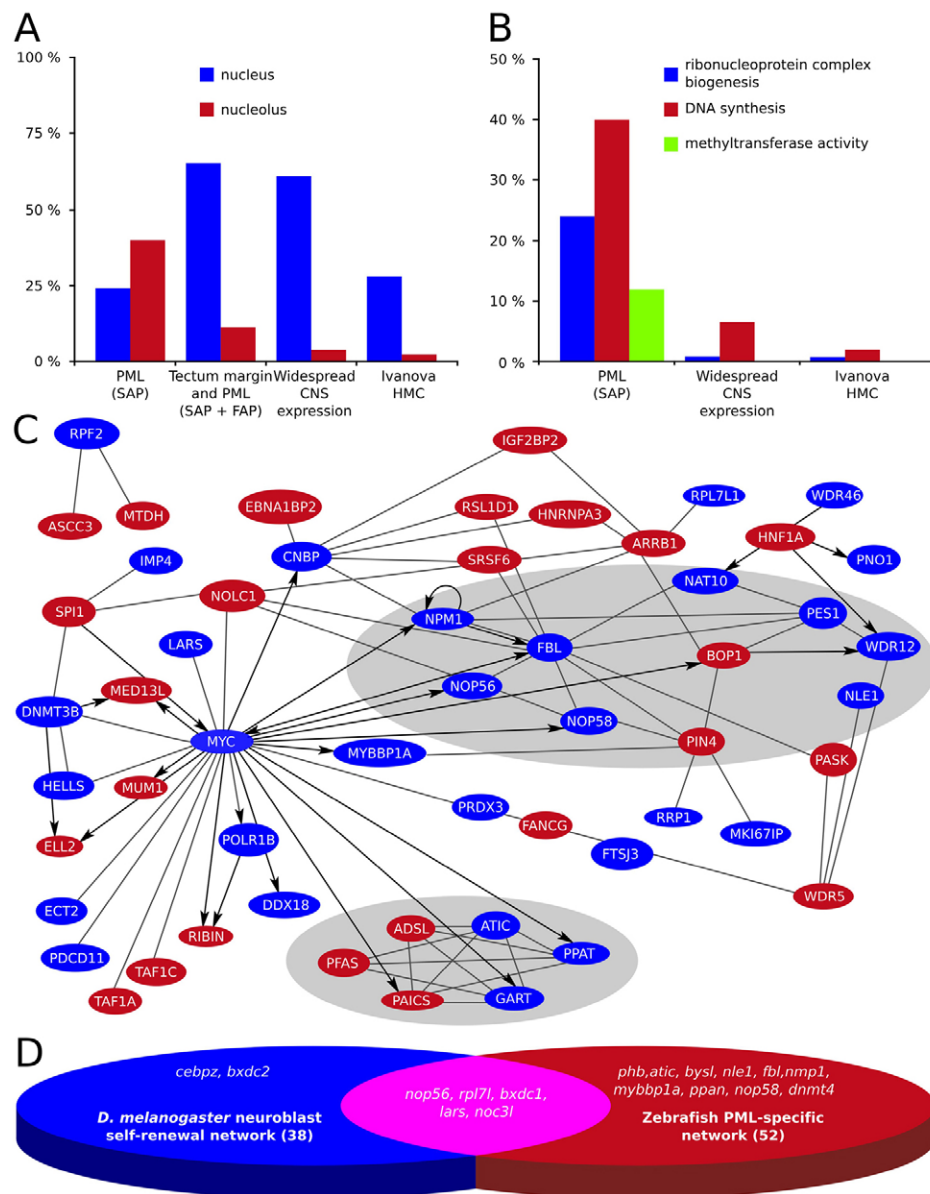 A
100 %
75 %
50 %
25 %
0 %
nucleus
nucleolus
PML
(SAP)
Tectum margin
and PML
(SAP + FAP)
Widespread
CNS
expression
Ivanova
HMC
B
50 %
40 %
30 %
20 %
10 %
0 %
ribonucleoprotein complex
biogenesis
DNA synthesis
methyltransferase activity
PML
(SAP)
Widespread
CNS
expression
Ivanova
HMC
C
RPF2
IGF2BP2
ASCC3
MTDH
EBNA1BP2
RSL1D1
HNRNPA3
RPL7L1
WDR46
IMP4
CNBP
SRSF6
ARRB1
HNF1A
PNO1
SPI1
NOLC1
NAT10
NPM1
PES1
LARS
FBL
BOP1
WDR12
DNMT3B
MED13L
NOP56
NLE1
MYC
NOP58
MYBBP1A
PIN4
PASK
HELLS
MUM1
PRDX3
RRP1
MKI67IP
ELL2
POLR1B
FANCG
FTSJ3
WDR5
ECT2
DDX18
PDCD11
RIBIN
ADSL
ATIC
PPAT
TAF1C
PFAS
TAF1A
PAICS
GART
D
cebpz, bxdc2
D. melanogaster neuroblast
self-renewal network (38)
nop56, rpl7l, bxdc1,
lars, noc3l
phb,atic, bysl, nle1, fbl,nmp1,
mybbp1a, ppan, nop58, dnmt4
Zebrafish PML-specific
network (52)